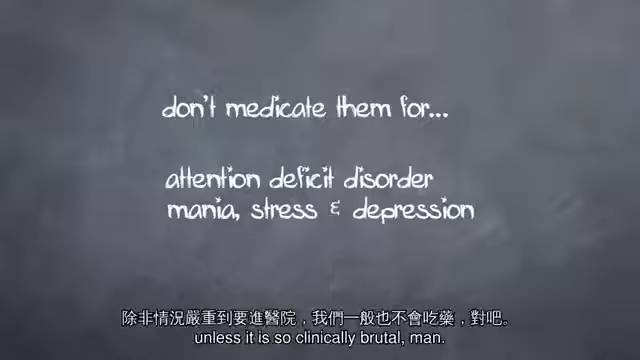 don't medicate them for...
attention deficit disorder
mania, stress & depression
除非情況嚴重到要進醫院，我們一般也不會吃藥，對吧。
unless it is so clinically brutal, man.